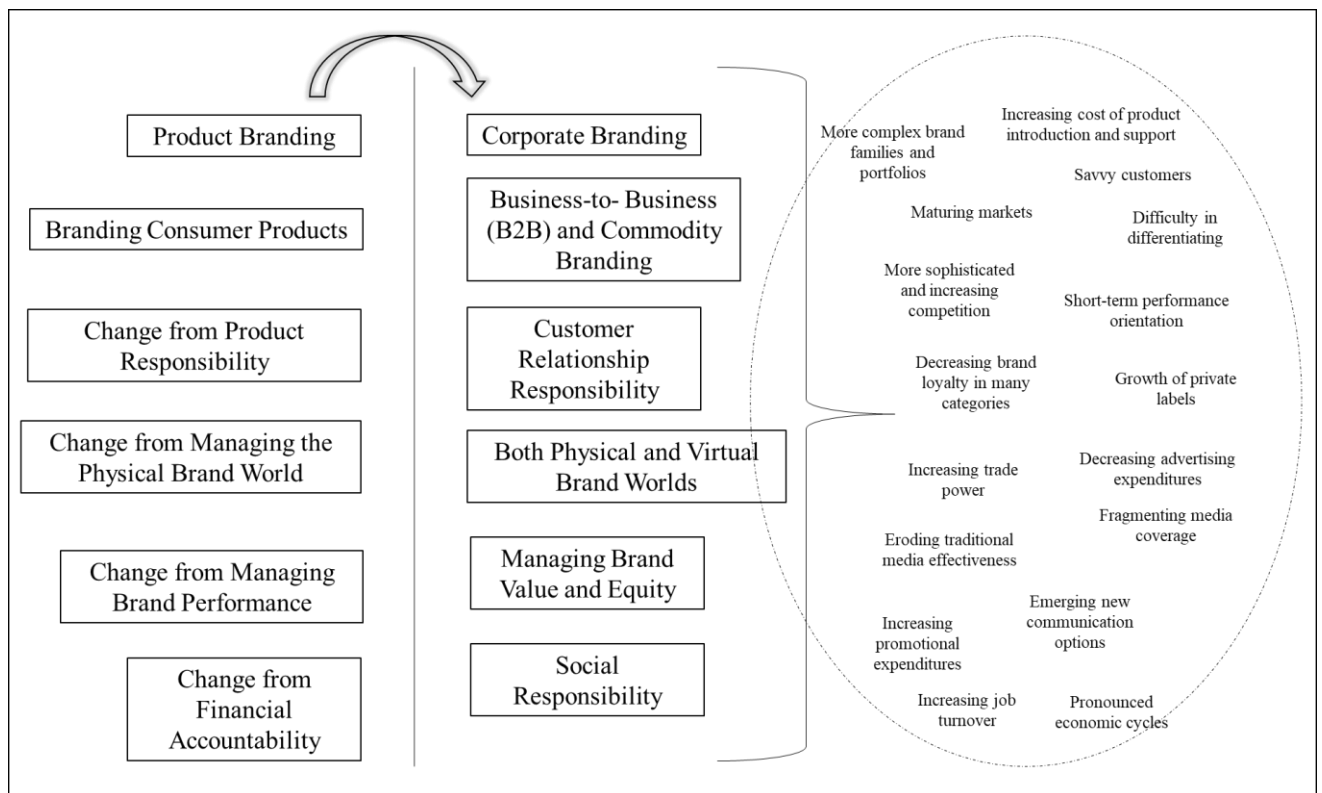 Product Branding
Branding Consumer Products
Change from Product
Responsibility
Change from Managing the
Physical Brand World
Change from Managing
Brand Performance
Change from
Financial
Accountability
Corporate Branding
Business-to- Business
(B2B) and Commodity
Branding
Customer
Relationship
Responsibility
Both Physical and Virtual
Brand Worlds
Managing Brand
Value and Equity
Social
Responsibility
More complex brand
families and
portfolios
Increasing cost of product
introduction and support
Savvy customers
Maturing markets
Difficulty in
differentiating
More sophisticated
and increasing
competition
Short-term performance
orientation
Decreasing brand
loyalty in many
categories
Growth of private
labels
Increasing trade
power
Decreasing advertising
expenditures
Fragmenting media
coverage
Eroding traditional
media effectiveness
Emerging new
communication
options
Increasing
promotional
expenditures
Increasing job
turnover
Pronounced
economic cycles